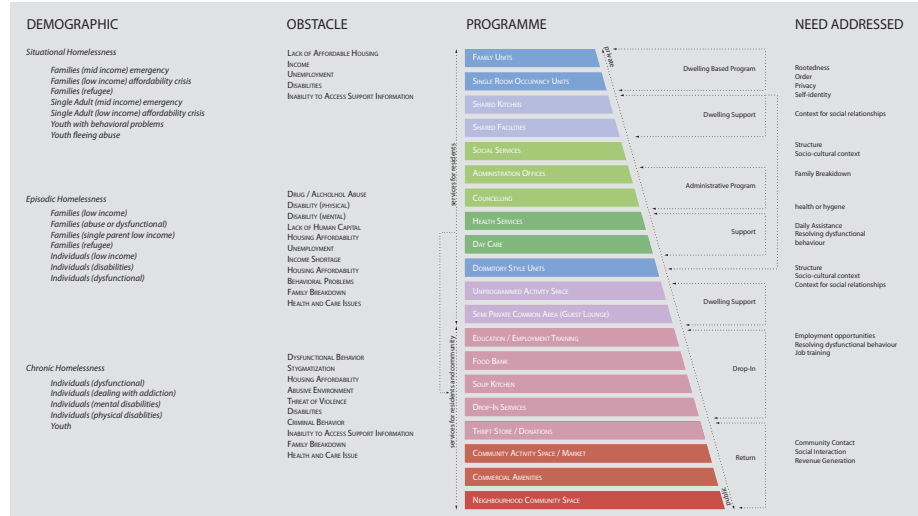 DEMOGRAPHIC
Situational Homelessness
Families (mid income) emergency
Families (low income) affordability crisis
Families (refugee)
Single Adult (mid income) emergency
Single Adult (low income) affordability crisis
Youth with behavioral problems
Youth fleeing abuse
Episodic Homelessness
Families (low income)
Families (abuse or dysfunctional)
Families (single parent low income)
Families (refugee)
Individuals (low income)
Individuals (disabilities)
Individuals (dysfunctional)
Chronic Homelessness
Individuals (dysfunctional)
Individuals (dealing with addiction)
Individuals (mental disabilities)
Individuals (physical disablities)
Youth
OBSTACLE
Lack of Affordable Housing
Income
Unemployment
Disabilities
Inability to Access Support Information
Drug / Alchohol Abuse
Disability (physical)
Disability (mental)
Lack of Human Capital
Housing Affordability
Unemployment
Income Shortage
Housing Affordability
Behavioral Problems
Family Breakdown
Health and Care Issues
Dysfunctional Behavior
Stygmatization
Housing Affordability
Abusive Environment
Threat of Violence
Disabilities
Criminal Behavior
Inability to Access Support Information
Family Breakdown
Health and Care Issue
PROGRAMME
services for residents
services for residents and community
private
Family Units
Single Room Occupancy Units
Shared Kitchen
Shared Facilities
Social Services
Administration Offices
Councelling
Health Services
Day Care
Dormitory Style Units
Unprogrammed Activity Space
Semi Private Common Area (Guest Lounge)
Education / Employment Training
Food Bank
Soup Kitchen
Drop-In Services
Thrift Store / Donations
Community Activity Space / Market
Commercial Amenities
Neighbourhood Community Space
public
Dwelling Based Program
Dwelling Support
Administrative Program
Support
Dwelling Support
Drop-In
Return
NEED ADDRESSED
Rootedness
Order
Privacy
Self-identity
Context for social relationships
Structure
Socio-cultural context
Family Breakdown
health or hygene
Daily Assistance
Resolving dysfunctional
behaviour
Structure
Socio-cultural context
Context for social relationships
Employment opportunities
Resolving dysfunctional behaviour
Job training
Community Contact
Social Interaction
Revenue Generation